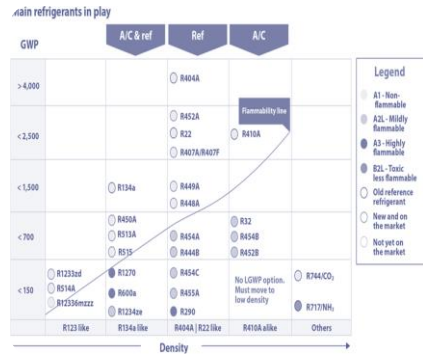 main refrigerants in play
GWP
A/C & ref
Ref
A/C
> 4,000
R404A
< 2,500
R452A
R22
R407A/R407F
Flammability line
R410A
< 1,500
R134a
R449A
R448A
< 700
R450A
R513A
R515
R454A
R444B
R32
R454B
R452B
< 150
R1233zd
R514A
R12336mzzz
R1270
R600a
R1234ze
R454C
R455A
R290
No LGWP option.
Must move to
low density
R744/CO₂
R717/NH₃
R123 like
R134a like
R404A | R22 like
R410A alike
Others
Density
Legend
A1 - Non-
flammable
A2L - Mildly
flammable
A3 - Highly
flammable
B2L - Toxic
less flammable
Old reference
refrigerant
New and on
the market
Not yet on
the market